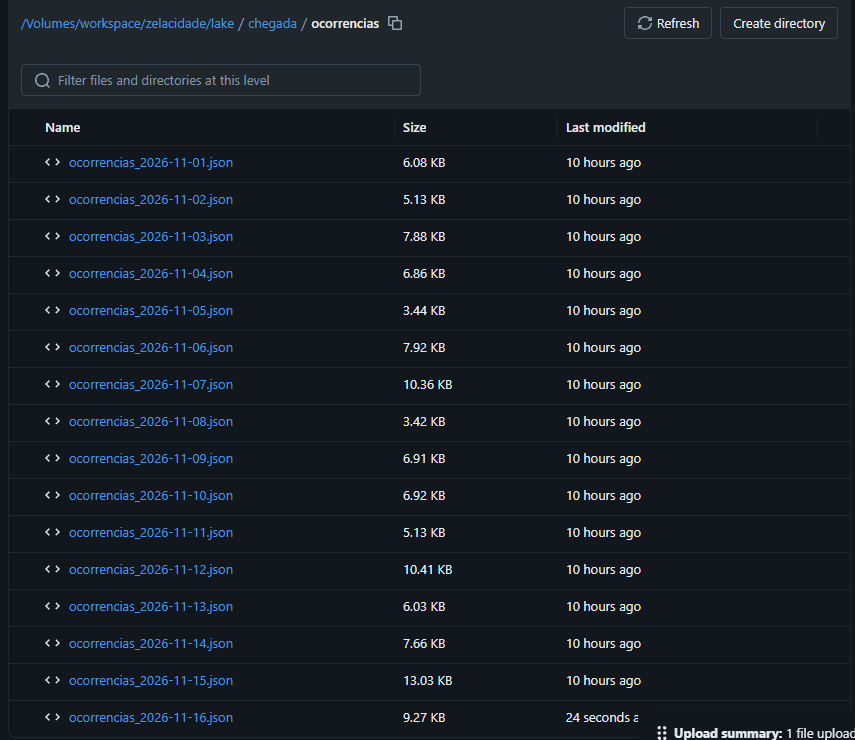 /Volumes/workspace/zelacidade/lake / chegada / ocorrencias
Refresh
Create directory
Filter files and directories at this level
Name Size Last modified
ocorrencias_2026-11-01.json 6.08 KB 10 hours ago
ocorrencias_2026-11-02.json 5.13 KB 10 hours ago
ocorrencias_2026-11-03.json 7.88 KB 10 hours ago
ocorrencias_2026-11-04.json 6.86 KB 10 hours ago
ocorrencias_2026-11-05.json 3.44 KB 10 hours ago
ocorrencias_2026-11-06.json 7.92 KB 10 hours ago
ocorrencias_2026-11-07.json 10.36 KB 10 hours ago
ocorrencias_2026-11-08.json 3.42 KB 10 hours ago
ocorrencias_2026-11-09.json 6.91 KB 10 hours ago
ocorrencias_2026-11-10.json 6.92 KB 10 hours ago
ocorrencias_2026-11-11.json 5.13 KB 10 hours ago
ocorrencias_2026-11-12.json 10.41 KB 10 hours ago
ocorrencias_2026-11-13.json 6.03 KB 10 hours ago
ocorrencias_2026-11-14.json 7.66 KB 10 hours ago
ocorrencias_2026-11-15.json 13.03 KB 10 hours ago
ocorrencias_2026-11-16.json 9.27 KB 24 seconds a
Upload summary: 1 file upload